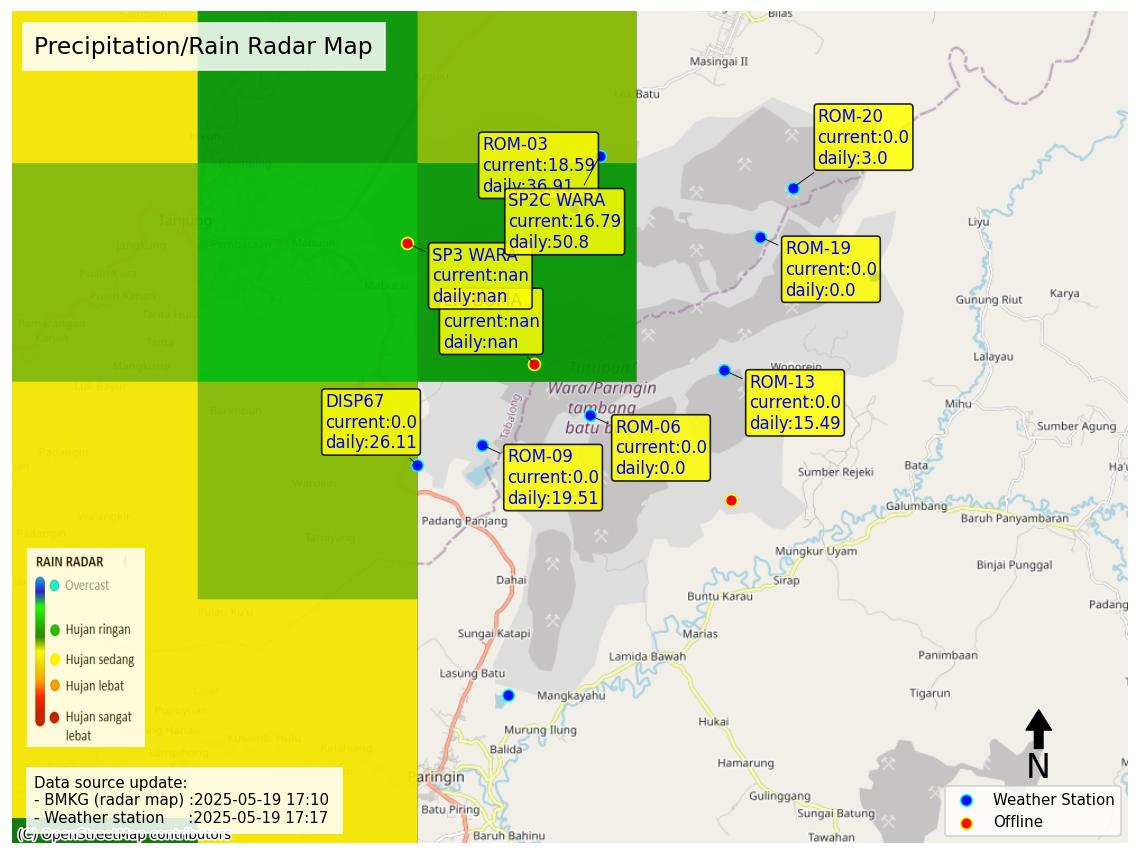 Precipitation/Rain Radar Map
Bilas
Masingai II
Batu
ROM-20
current:0.0
daily:3.0
ROM-03
current:18.59
daily:36.91
SP2C WARA
current:16.79
daily:50.8
Liyu
Tanjung
Jangkung
Mabuun
Maburai
SP3 WARA
current:nan
daily:nan
current:nan
daily:nan
ROM-19
current:0.0
daily:0.0
Gunung Riut
Karya
Lalayau
Wonorejo
Tutupan
Wara/Paringin
tambang
batu b
Tabalong
DISP67
current:0.0
daily:26.11
ROM-13
current:0.0
daily:15.49
Mihu
Sumber Agung
ROM-06
current:0.0
daily:0.0
ROM-09
current:0.0
daily:19.51
Sumber Rejeki
Bata
Ha'u
Galumbang
Baruh Panyambaran
Padang Panjang
Mungkur Uyam
Binjai Punggal
Dahai
Sirap
Buntu Karau
Padang
Sungai Katapi
Marias
Lamida Bawah
Panimbaan
Lasung Batu
Mangkayahu
Tigarun
Murung Ilung
Hukai
Balida
Hamarung
Paringin
Gulinggang
Batu Piring
Sungai Batung
Baruh Bahinu
Tawahan
RAIN RADAR
Overcast
Hujan ringan
Hujan sedang
Hujan lebat
Hujan sangat
lebat
Data source update:
- BMKG (radar map) :2025-05-19 17:10
- Weather station :2025-05-19 17:17
(C) OpenStreetMap contributors
N
Weather Station
Offline